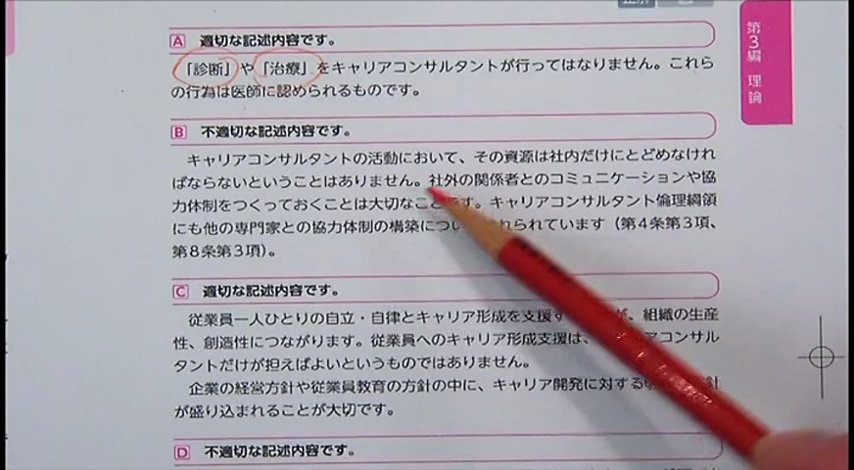 第3編 理論
A 適切な記述内容です。
「診断」や「治療」をキャリアコンサルタントが行ってはなりません。これら
の行為は医師に認められるものです。
B 不適切な記述内容です。
キャリアコンサルタントの活動において、その資源は社内だけにとどめなけれ
ばならないということはありません。社外の関係者とのコミュニケーションや協
力体制をつくっておくことは大切なことです。キャリアコンサルタント倫理綱領
にも他の専門家との協力体制の構築につい れられています（第4条第3項、
第8条第3項）。
C 適切な記述内容です。
従業員一人ひとりの自立・自律とキャリア形成を支援す が、組織の生産
性、創造性につながります。従業員へのキャリア形成支援は、 アコンサル
タントだけが担えばよいというものではありません。
企業の経営方針や従業員教育の方針の中に、キャリア開発に対する 針
が盛り込まれることが大切です。
D 不適切な記述内容です。